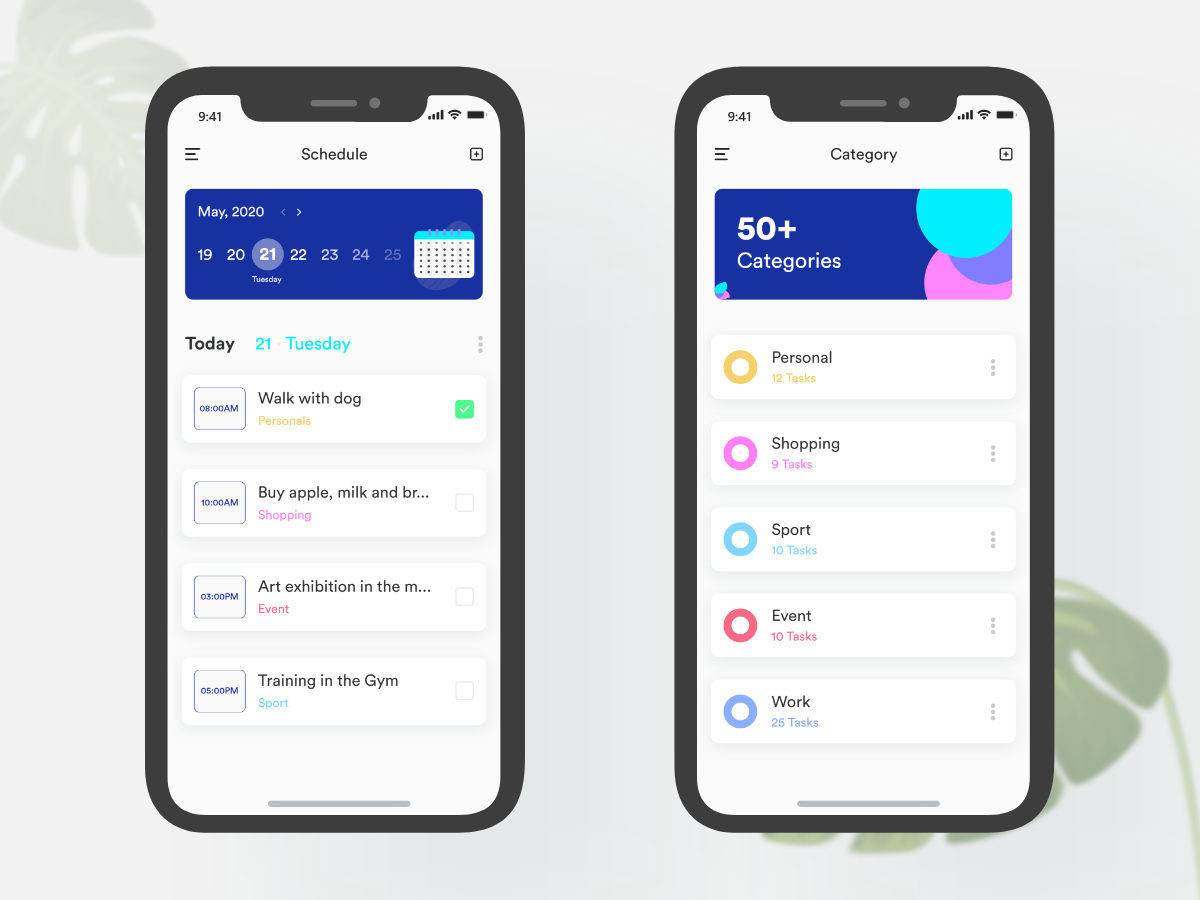 9:41
Schedule
May, 2020 < >
19 20 21 22 23 24 25
Tuesday
Today 21 · Tuesday
08:00AM
Walk with dog
Personals
10:00AM
Buy apple, milk and br...
Shopping
03:00PM
Art exhibition in the m...
Event
05:00PM
Training in the Gym
Sport
9:41
Category
50+
Categories
Personal
12 Tasks
Shopping
9 Tasks
Sport
10 Tasks
Event
10 Tasks
Work
25 Tasks